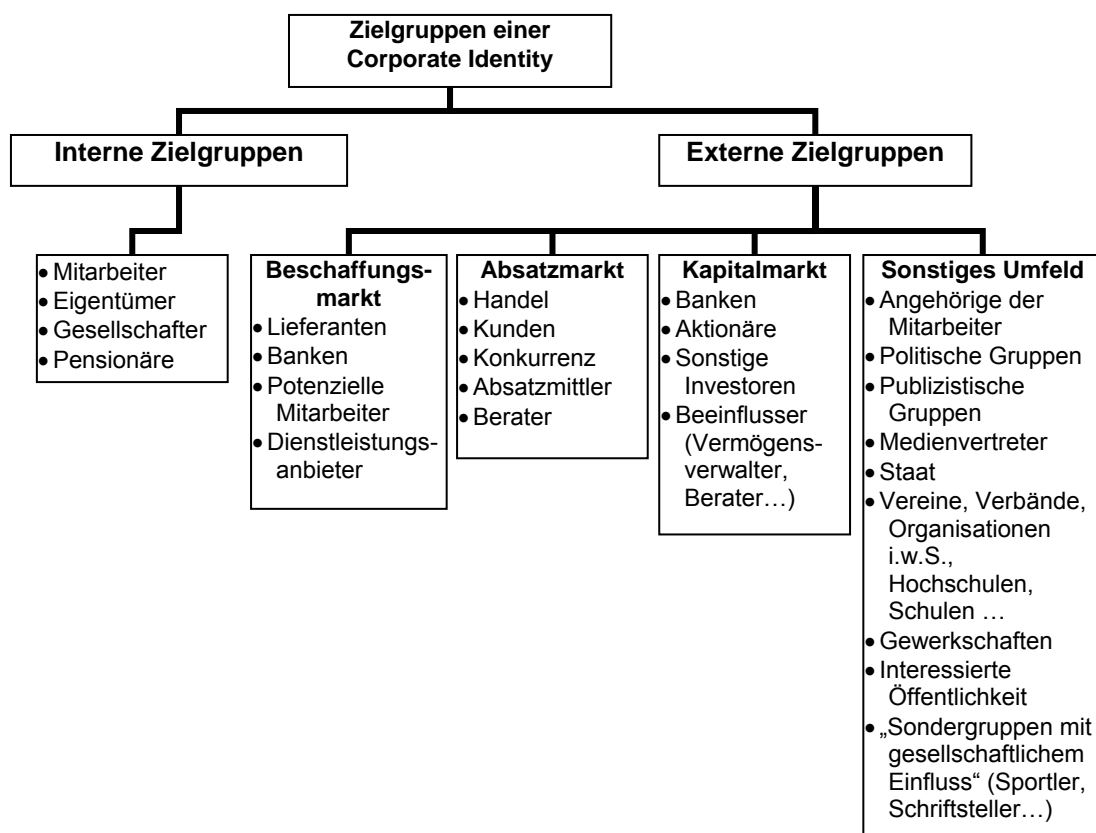 Zielgruppen einer
Corporate Identity
Interne Zielgruppen
Externe Zielgruppen
• Mitarbeiter
• Eigentümer
• Gesellschafter
• Pensionäre
Beschaffungs-
markt
• Lieferanten
• Banken
• Potenzielle
Mitarbeiter
• Dienstleistungs-
anbieter
Absatzmarkt
• Handel
• Kunden
• Konkurrenz
• Absatzmittler
• Berater
Kapitalmarkt
• Banken
• Aktionäre
• Sonstige
Investoren
• Beeinflusser
(Vermögens-
verwalter,
Berater…)
Sonstiges Umfeld
• Angehörige der
Mitarbeiter
• Politische Gruppen
• Publizistische
Gruppen
• Medienvertreter
• Staat
• Vereine, Verbände,
Organisationen
i.w.S.,
Hochschulen,
Schulen …
• Gewerkschaften
• Interessierte
Öffentlichkeit
• „Sondergruppen mit
gesellschaftlichem
Einfluss“ (Sportler,
Schriftsteller…)